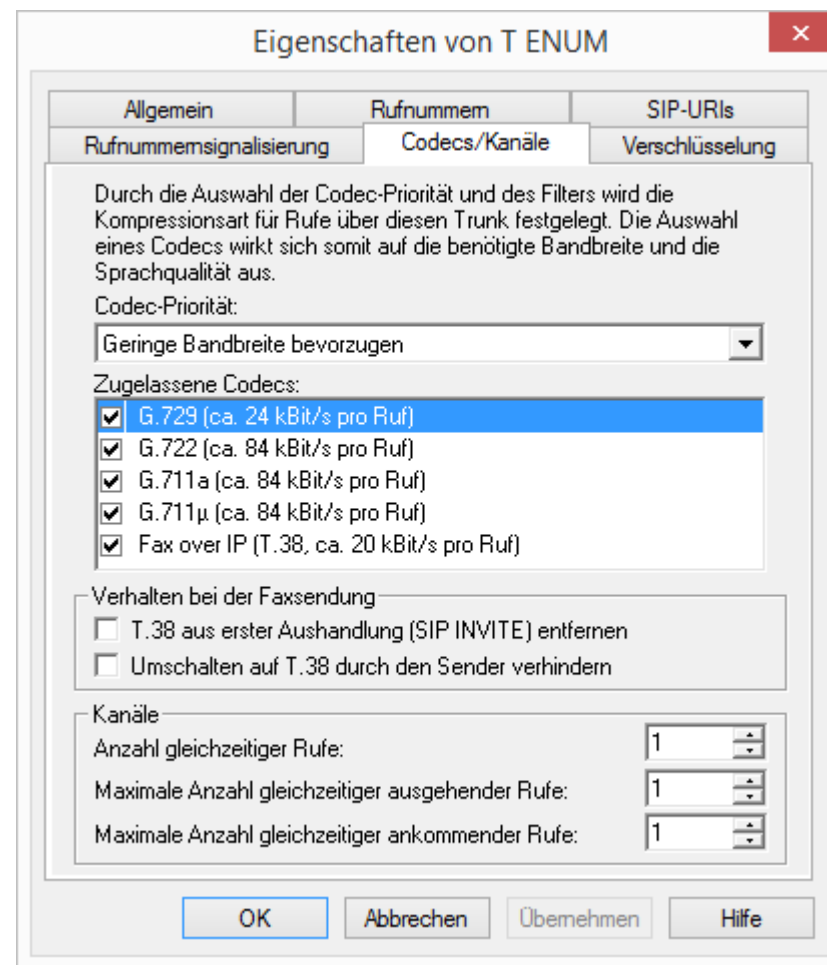 Eigenschaften von T ENUM
Allgemein
Rufnummern
SIP-URIs
Rufnummernsignalisierung
Codecs/Kanäle
Verschlüsselung
Durch die Auswahl der Codec-Priorität und des Filters wird die
Kompressionsart für Rufe über diesen Trunk festgelegt. Die Auswahl
eines Codecs wirkt sich somit auf die benötigte Bandbreite und die
Sprachqualität aus.
Codec-Priorität:
Geringe Bandbreite bevorzugen
Zugelassene Codecs:
G.729 (ca. 24 kBit/s pro Ruf)
G.722 (ca. 84 kBit/s pro Ruf)
G.711a (ca. 84 kBit/s pro Ruf)
G.711µ (ca. 84 kBit/s pro Ruf)
Fax over IP (T.38, ca. 20 kBit/s pro Ruf)
Verhalten bei der Faxsendung
T.38 aus erster Aushandlung (SIP INVITE) entfernen
Umschalten auf T.38 durch den Sender verhindern
Kanäle
Anzahl gleichzeitiger Rufe: 1
Maximale Anzahl gleichzeitiger ausgehender Rufe: 1
Maximale Anzahl gleichzeitiger ankommender Rufe: 1
OK
Abbrechen
Übernehmen
Hilfe